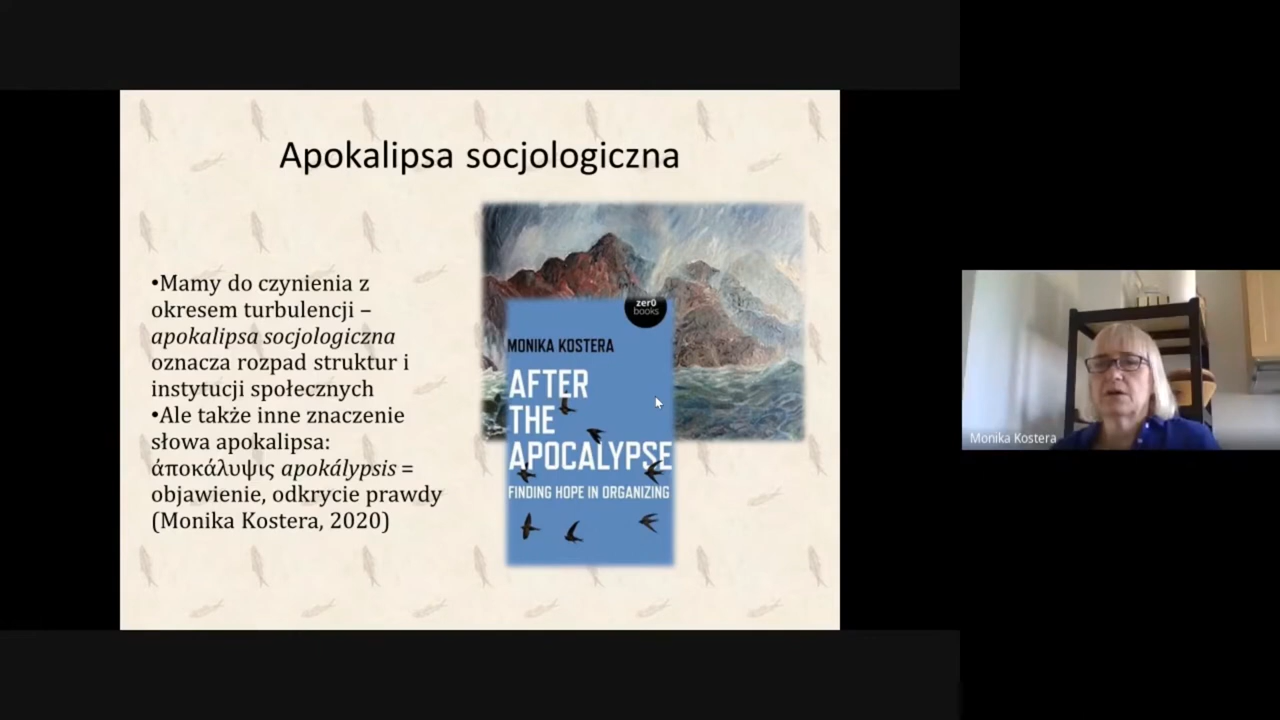 Apokalipsa socjologiczna
•Mamy do czynienia z
okresem turbulencji –
apokalipsa socjologiczna
oznacza rozpad struktur i
instytucji społecznych
•Ale także inne znaczenie
słowa apokalipsa:
ἀποκάλυψις apokálypsis =
objawienie, odkrycie prawdy
(Monika Kostera, 2020)
zer0
books
MONIKA KOSTERA
AFTER
THE
APOCALYPSE
FINDING HOPE IN ORGANIZING
Monika Kostera